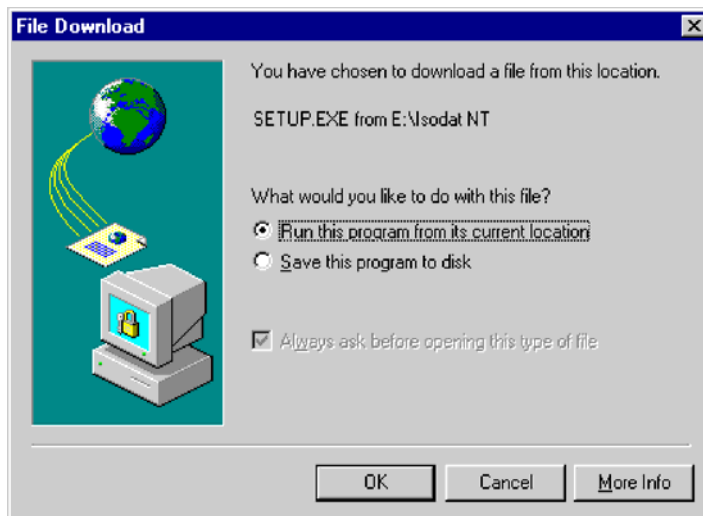 File Download
You have chosen to download a file from this location.
SETUP.EXE from E:\Isodat NT
What would you like to do with this file?
Run this program from its current location
Save this program to disk
Always ask before opening this type of file
OK
Cancel
More Info